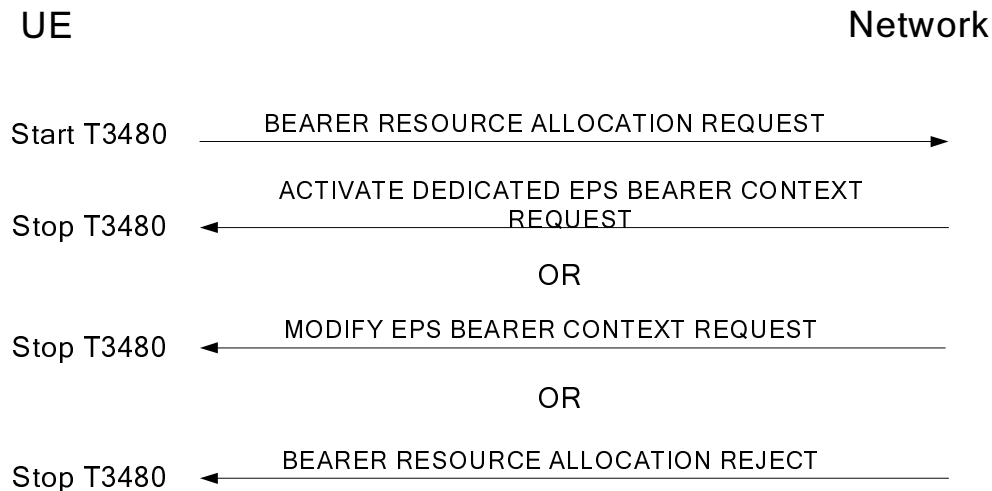 UE
Network
Start T3480
BEARER RESOURCE ALLOCATION REQUEST
ACTIVATE DEDICATED EPS BEARER CONTEXT
REQUEST
Stop T3480
OR
MODIFY EPS BEARER CONTEXT REQUEST
Stop T3480
OR
BEARER RESOURCE ALLOCATION REJECT
Stop T3480